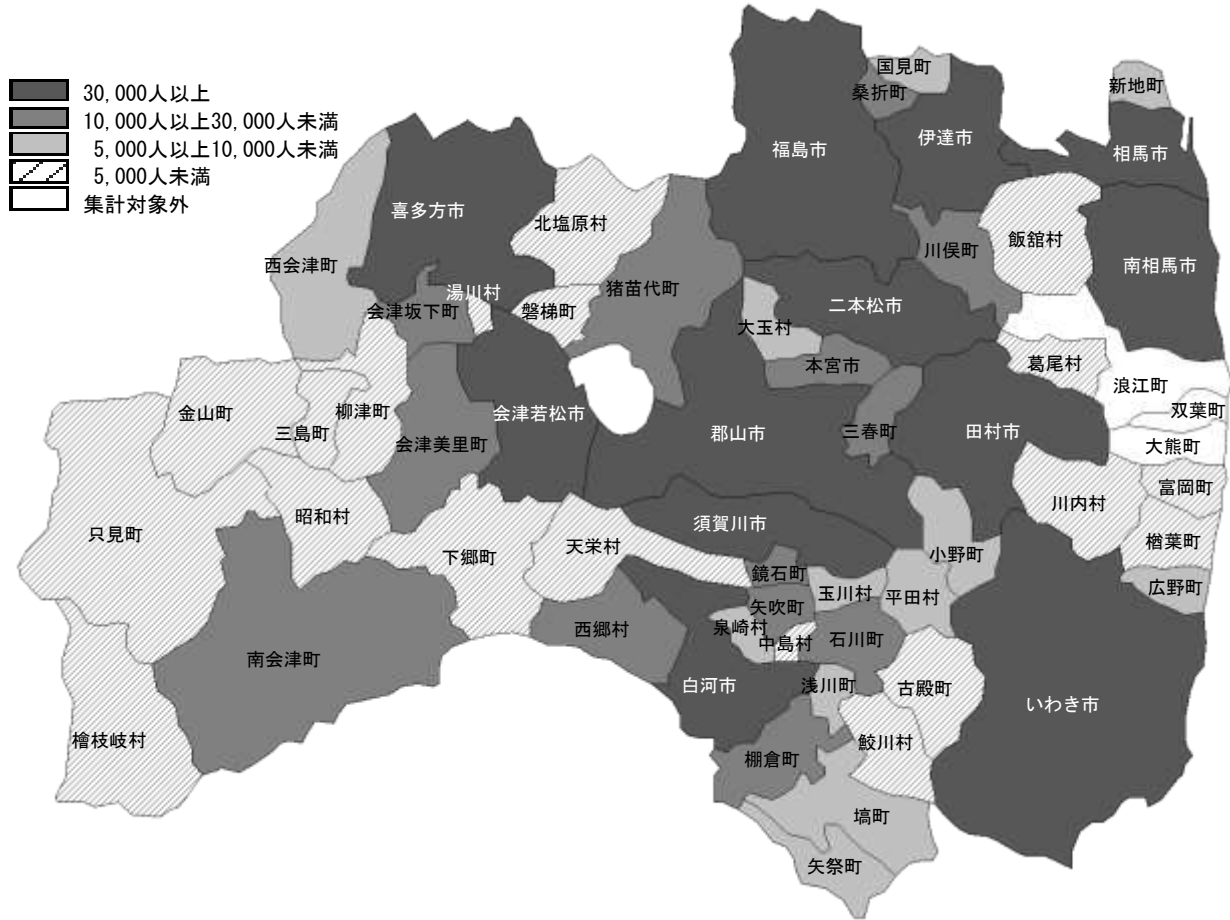 30,000人以上
10,000人以上30,000人未満
5,000人以上10,000人未満
5,000人未満
集計対象外
国見町
桑折町
新地町
伊達市
福島市
相馬市
喜多方市
北塩原村
飯舘村
川俣町
西会津町
南相馬市
湯川村
猪苗代町
会津坂下町
磐梯町
二本松市
大玉村
本宮市
葛尾村
浪江町
双葉町
金山町
柳津町
会津若松市
三島町
郡山市
三春町
田村市
会津美里町
大熊町
富岡町
川内村
昭和村
須賀川市
只見町
下郷町
天栄村
小野町
楢葉町
鏡石町
広野町
玉川村
平田村
矢吹町
泉崎村
西郷村
中島村
石川町
南会津町
白河市
浅川町
古殿町
いわき市
檜枝岐村
鮫川村
棚倉町
塙町
矢祭町